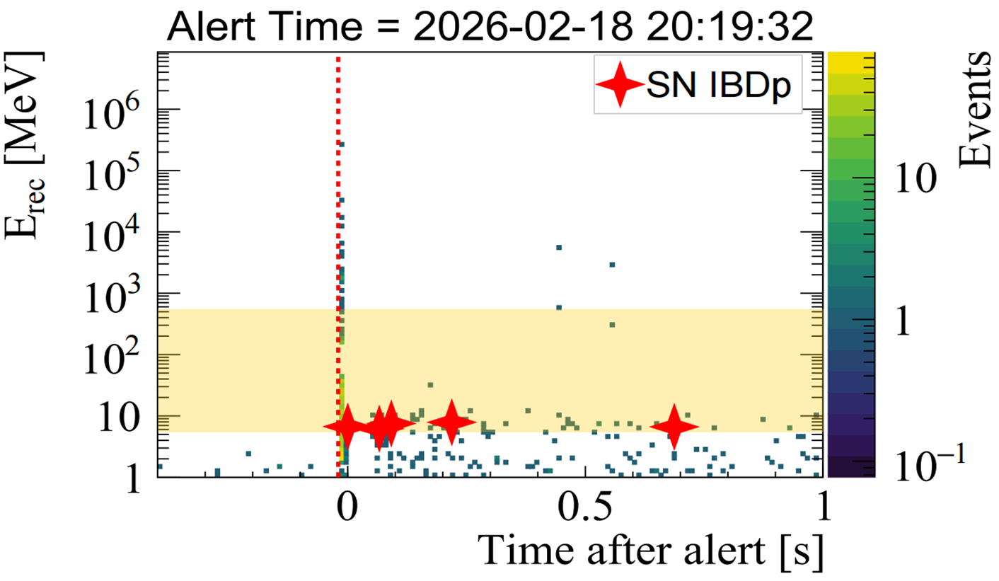 Alert Time = 2026-02-18 20:19:32
E_rec [MeV]
10^6
10^5
10^4
10^3
10^2
10
1
SN IBDp
Events
10
1
10^−1
0 0.5 1
Time after alert [s]